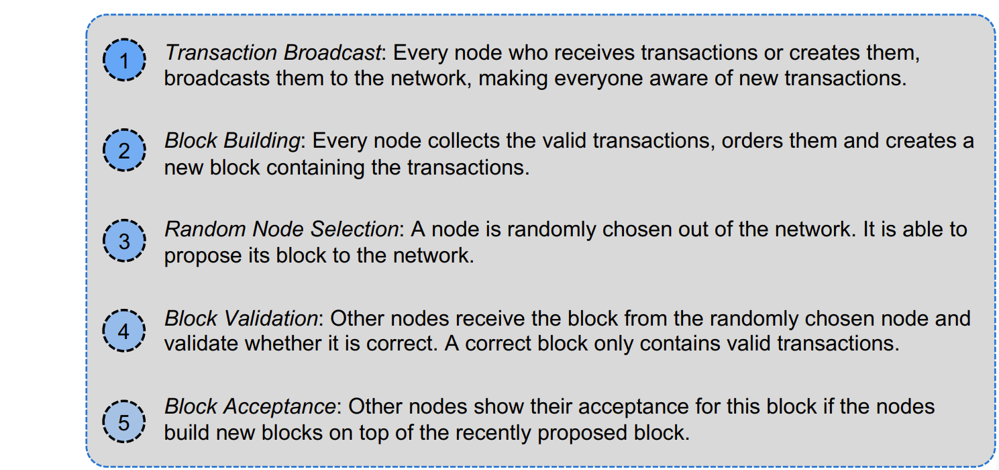 1 Transaction Broadcast: Every node who receives transactions or creates them,
broadcasts them to the network, making everyone aware of new transactions.
2 Block Building: Every node collects the valid transactions, orders them and creates a
new block containing the transactions.
3 Random Node Selection: A node is randomly chosen out of the network. It is able to
propose its block to the network.
4 Block Validation: Other nodes receive the block from the randomly chosen node and
validate whether it is correct. A correct block only contains valid transactions.
5 Block Acceptance: Other nodes show their acceptance for this block if the nodes
build new blocks on top of the recently proposed block.